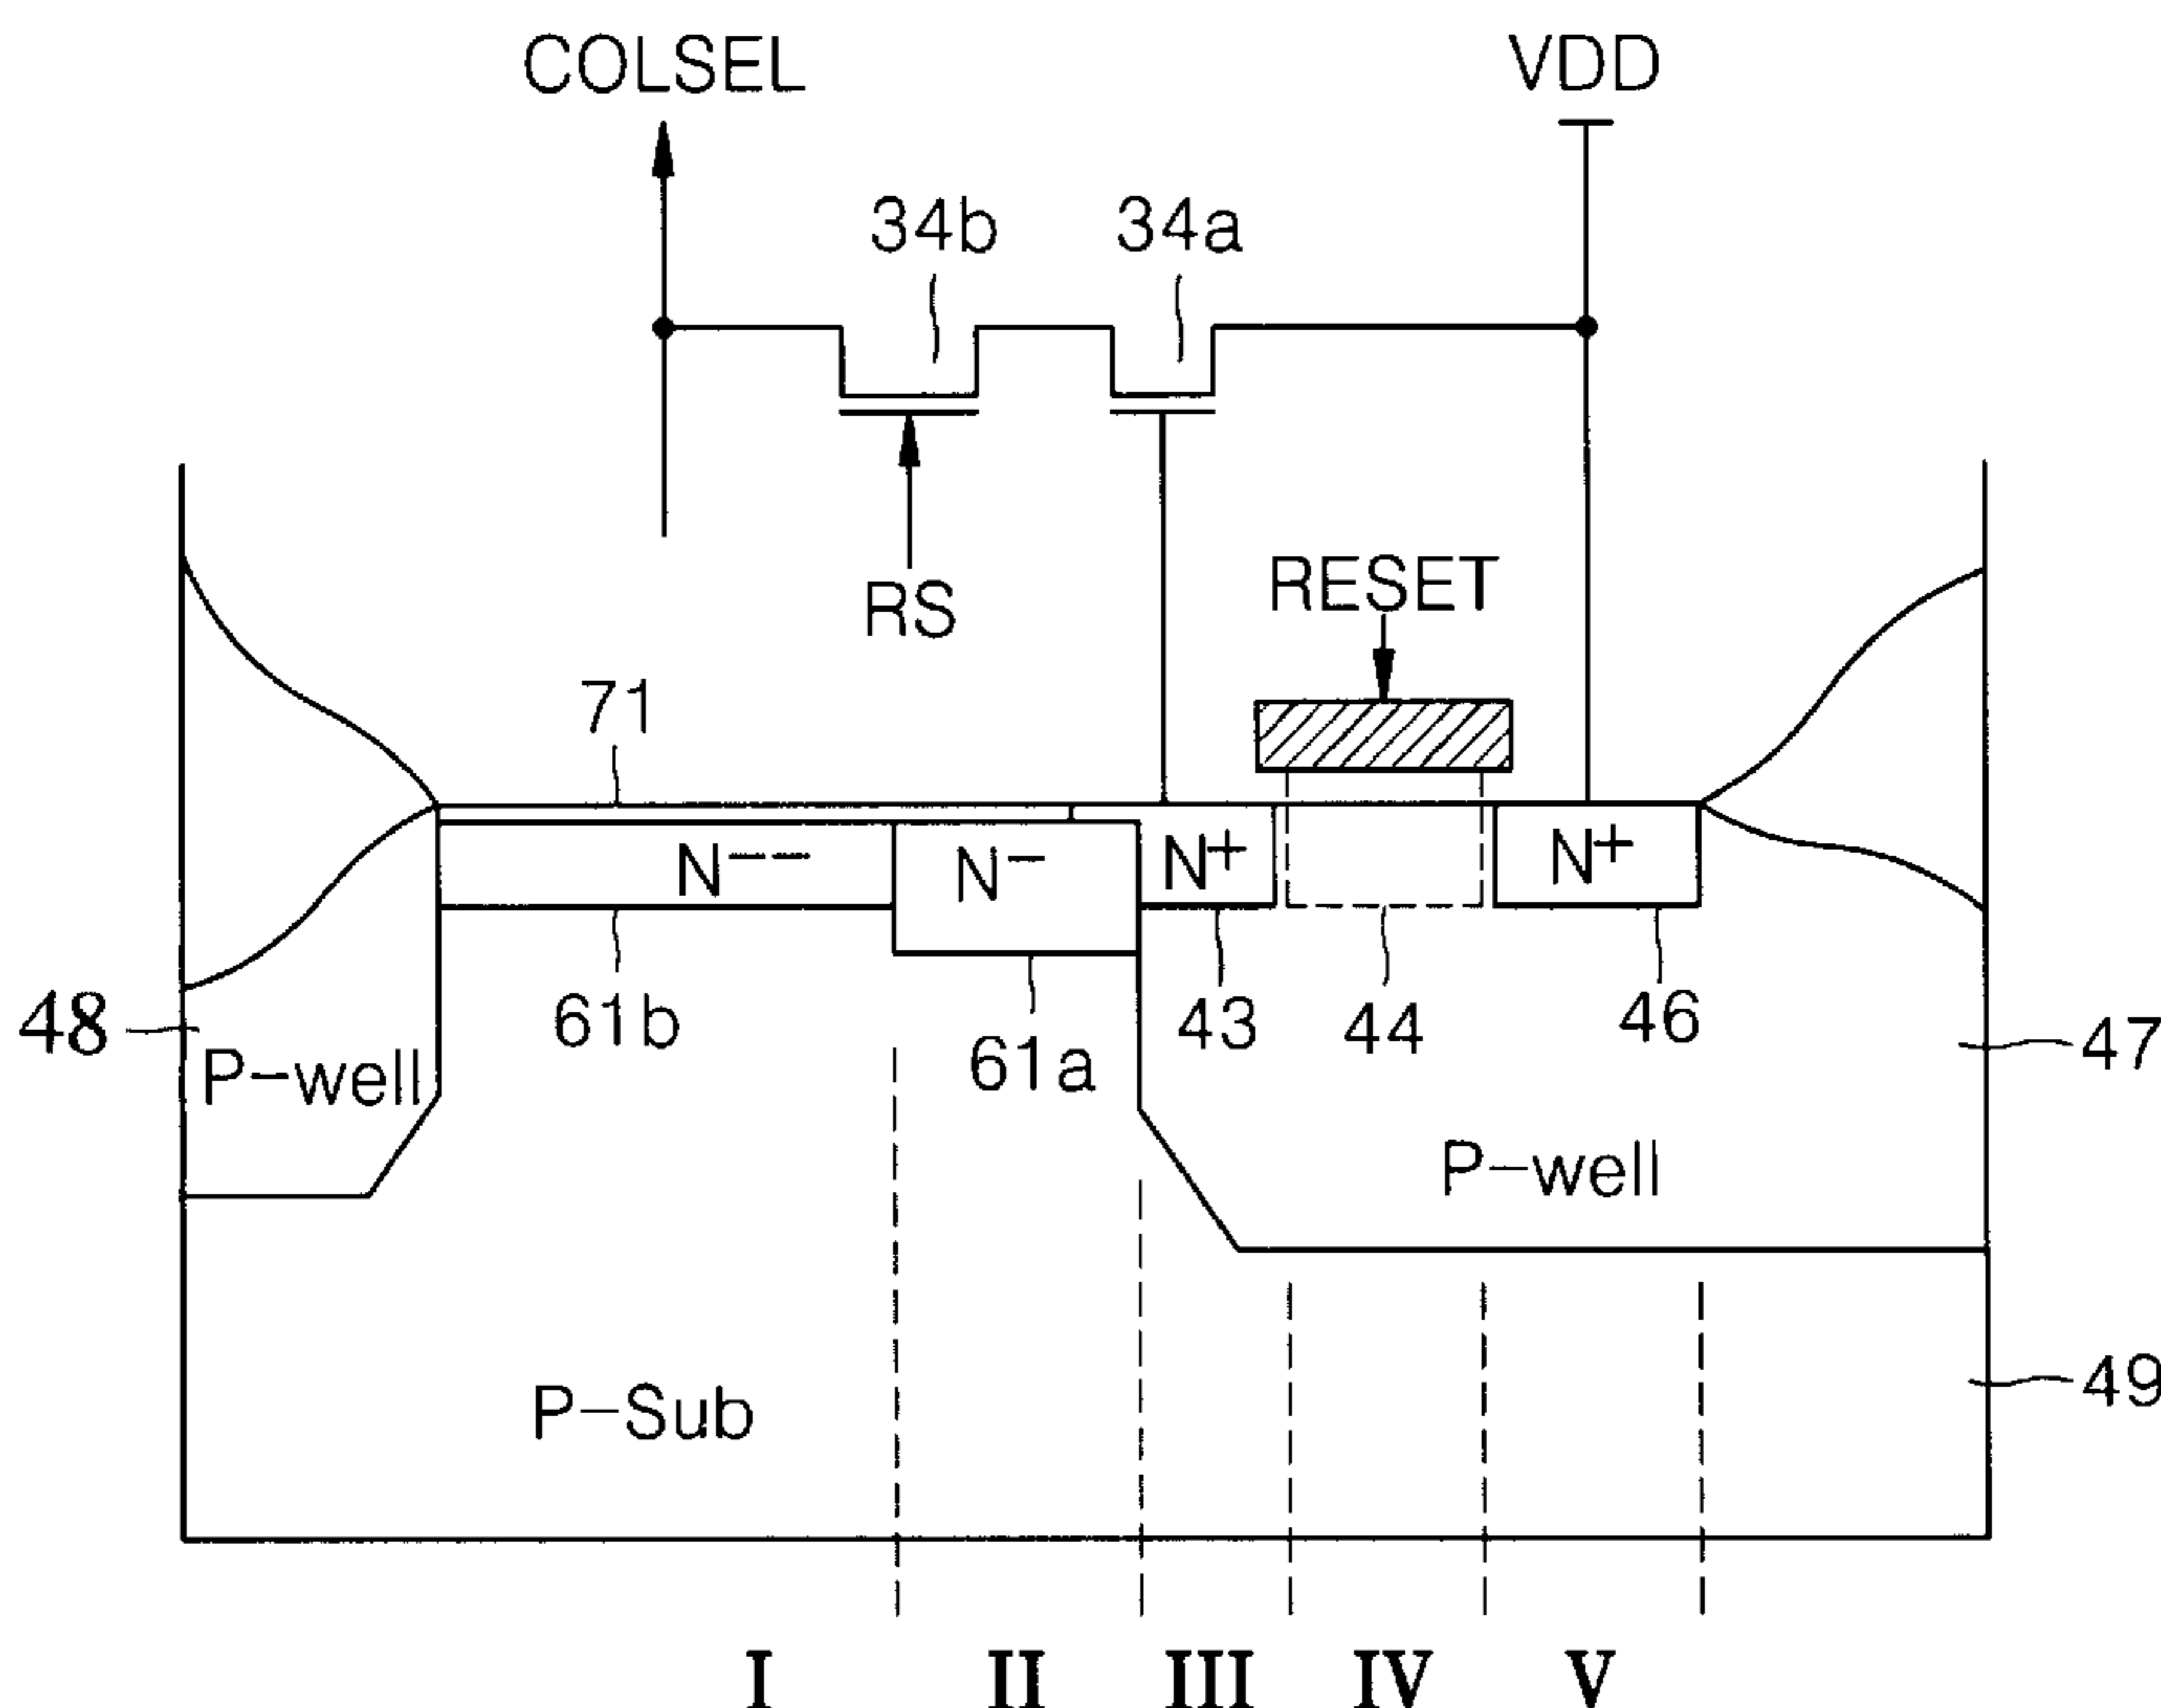 COLSEL
VDD
34b
34a
RS
RESET
71
N--
N-
N+
N+
48
61b
61a
43
44
46
47
P-well
P-well
P-Sub
49
I
II
III
IV
V